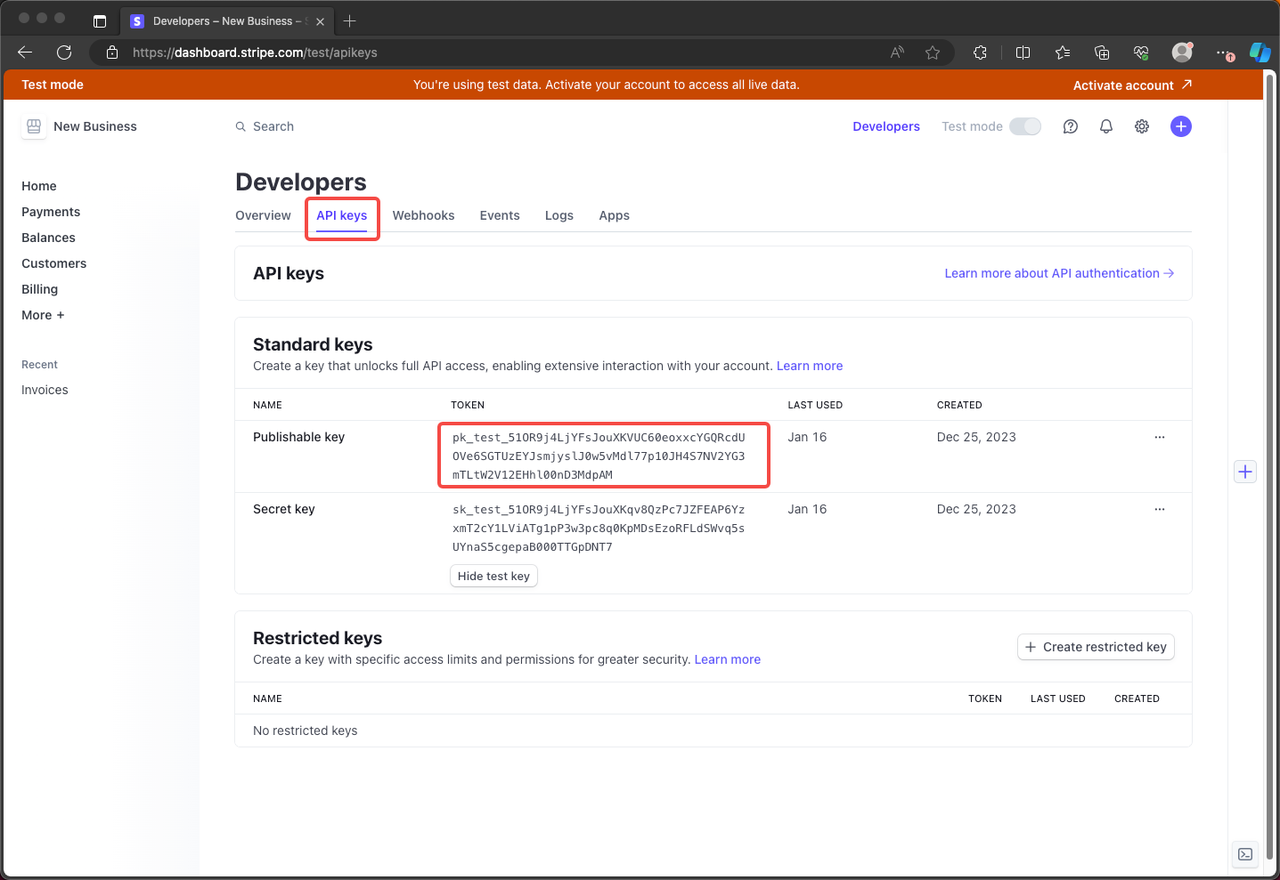 Developers – New Business –
https://dashboard.stripe.com/test/apikeys
Test mode
You're using test data. Activate your account to access all live data.
Activate account
New Business
Search
Developers
Test mode
Home
Payments
Balances
Customers
Billing
More +
Recent
Invoices
Developers
Overview
API keys
Webhooks
Events
Logs
Apps
API keys
Learn more about API authentication →
Standard keys
Create a key that unlocks full API access, enabling extensive interaction with your account. Learn more
NAME TOKEN LAST USED CREATED
Publishable key
pk_test_51OR9j4LjYFsJouXKVUC60eoxxcYGQRcdU
OVe6SGTUzEYJsmjyslJ0w5vMdl77p10JH4S7NV2YG3
mTLtW2V12EHhl00nD3MdpAM
Jan 16
Dec 25, 2023
Secret key
sk_test_51OR9j4LjYFsJouXKqv8QzPc7JZFEAP6Yz
xmT2cY1LViATg1pP3w3pc8q0KpMDsEzoRFLdSWvq5s
UYnaS5cgepaB000TTGpDNT7
Jan 16
Dec 25, 2023
Hide test key
Restricted keys
Create a key with specific access limits and permissions for greater security. Learn more
+ Create restricted key
NAME TOKEN LAST USED CREATED
No restricted keys